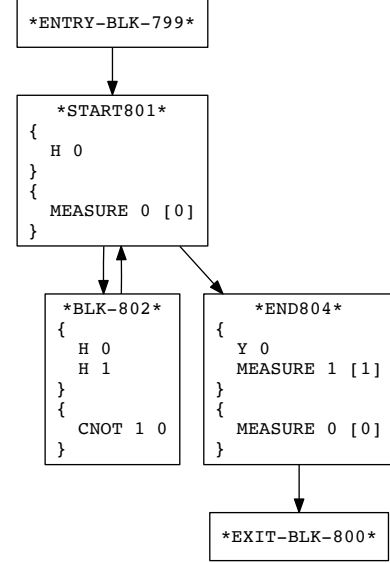 *ENTRY-BLK-799*
*START801*
{
H 0
}
{
MEASURE 0 [0]
}
*BLK-802*
{
H 0
H 1
}
{
CNOT 1 0
}
*END804*
{
Y 0
MEASURE 1 [1]
}
{
MEASURE 0 [0]
}
*EXIT-BLK-800*